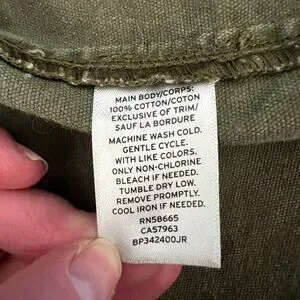 MAIN BODY/CORPS:
100% COTTON/COTON
EXCLUSIVE OF TRIM/
SAUF LA BORDURE
MACHINE WASH COLD.
GENTLE CYCLE.
WITH LIKE COLORS.
ONLY NON-CHLORINE
BLEACH IF NEEDED.
TUMBLE DRY LOW.
REMOVE PROMPTLY.
COOL IRON IF NEEDED.
RN58665
CA57963
BP342400JR